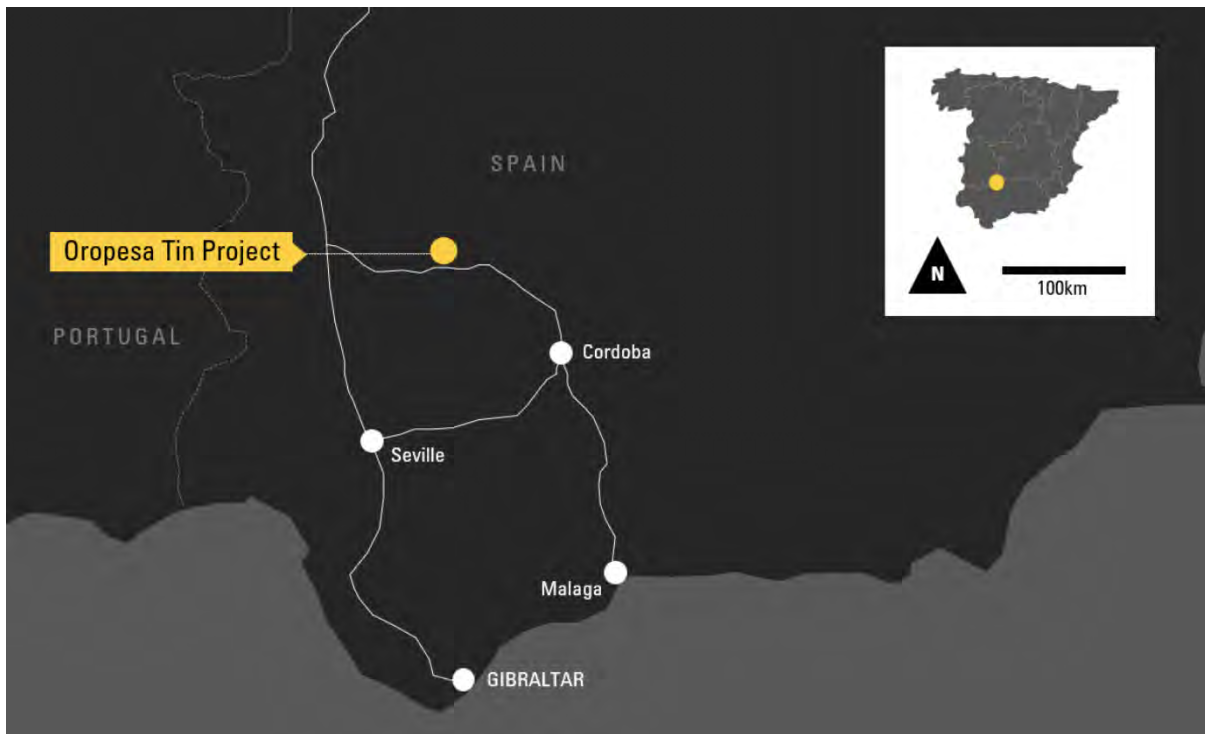 SPAIN
Oropesa Tin Project
N
100km
PORTUGAL
Cordoba
Seville
Malaga
GIBRALTAR